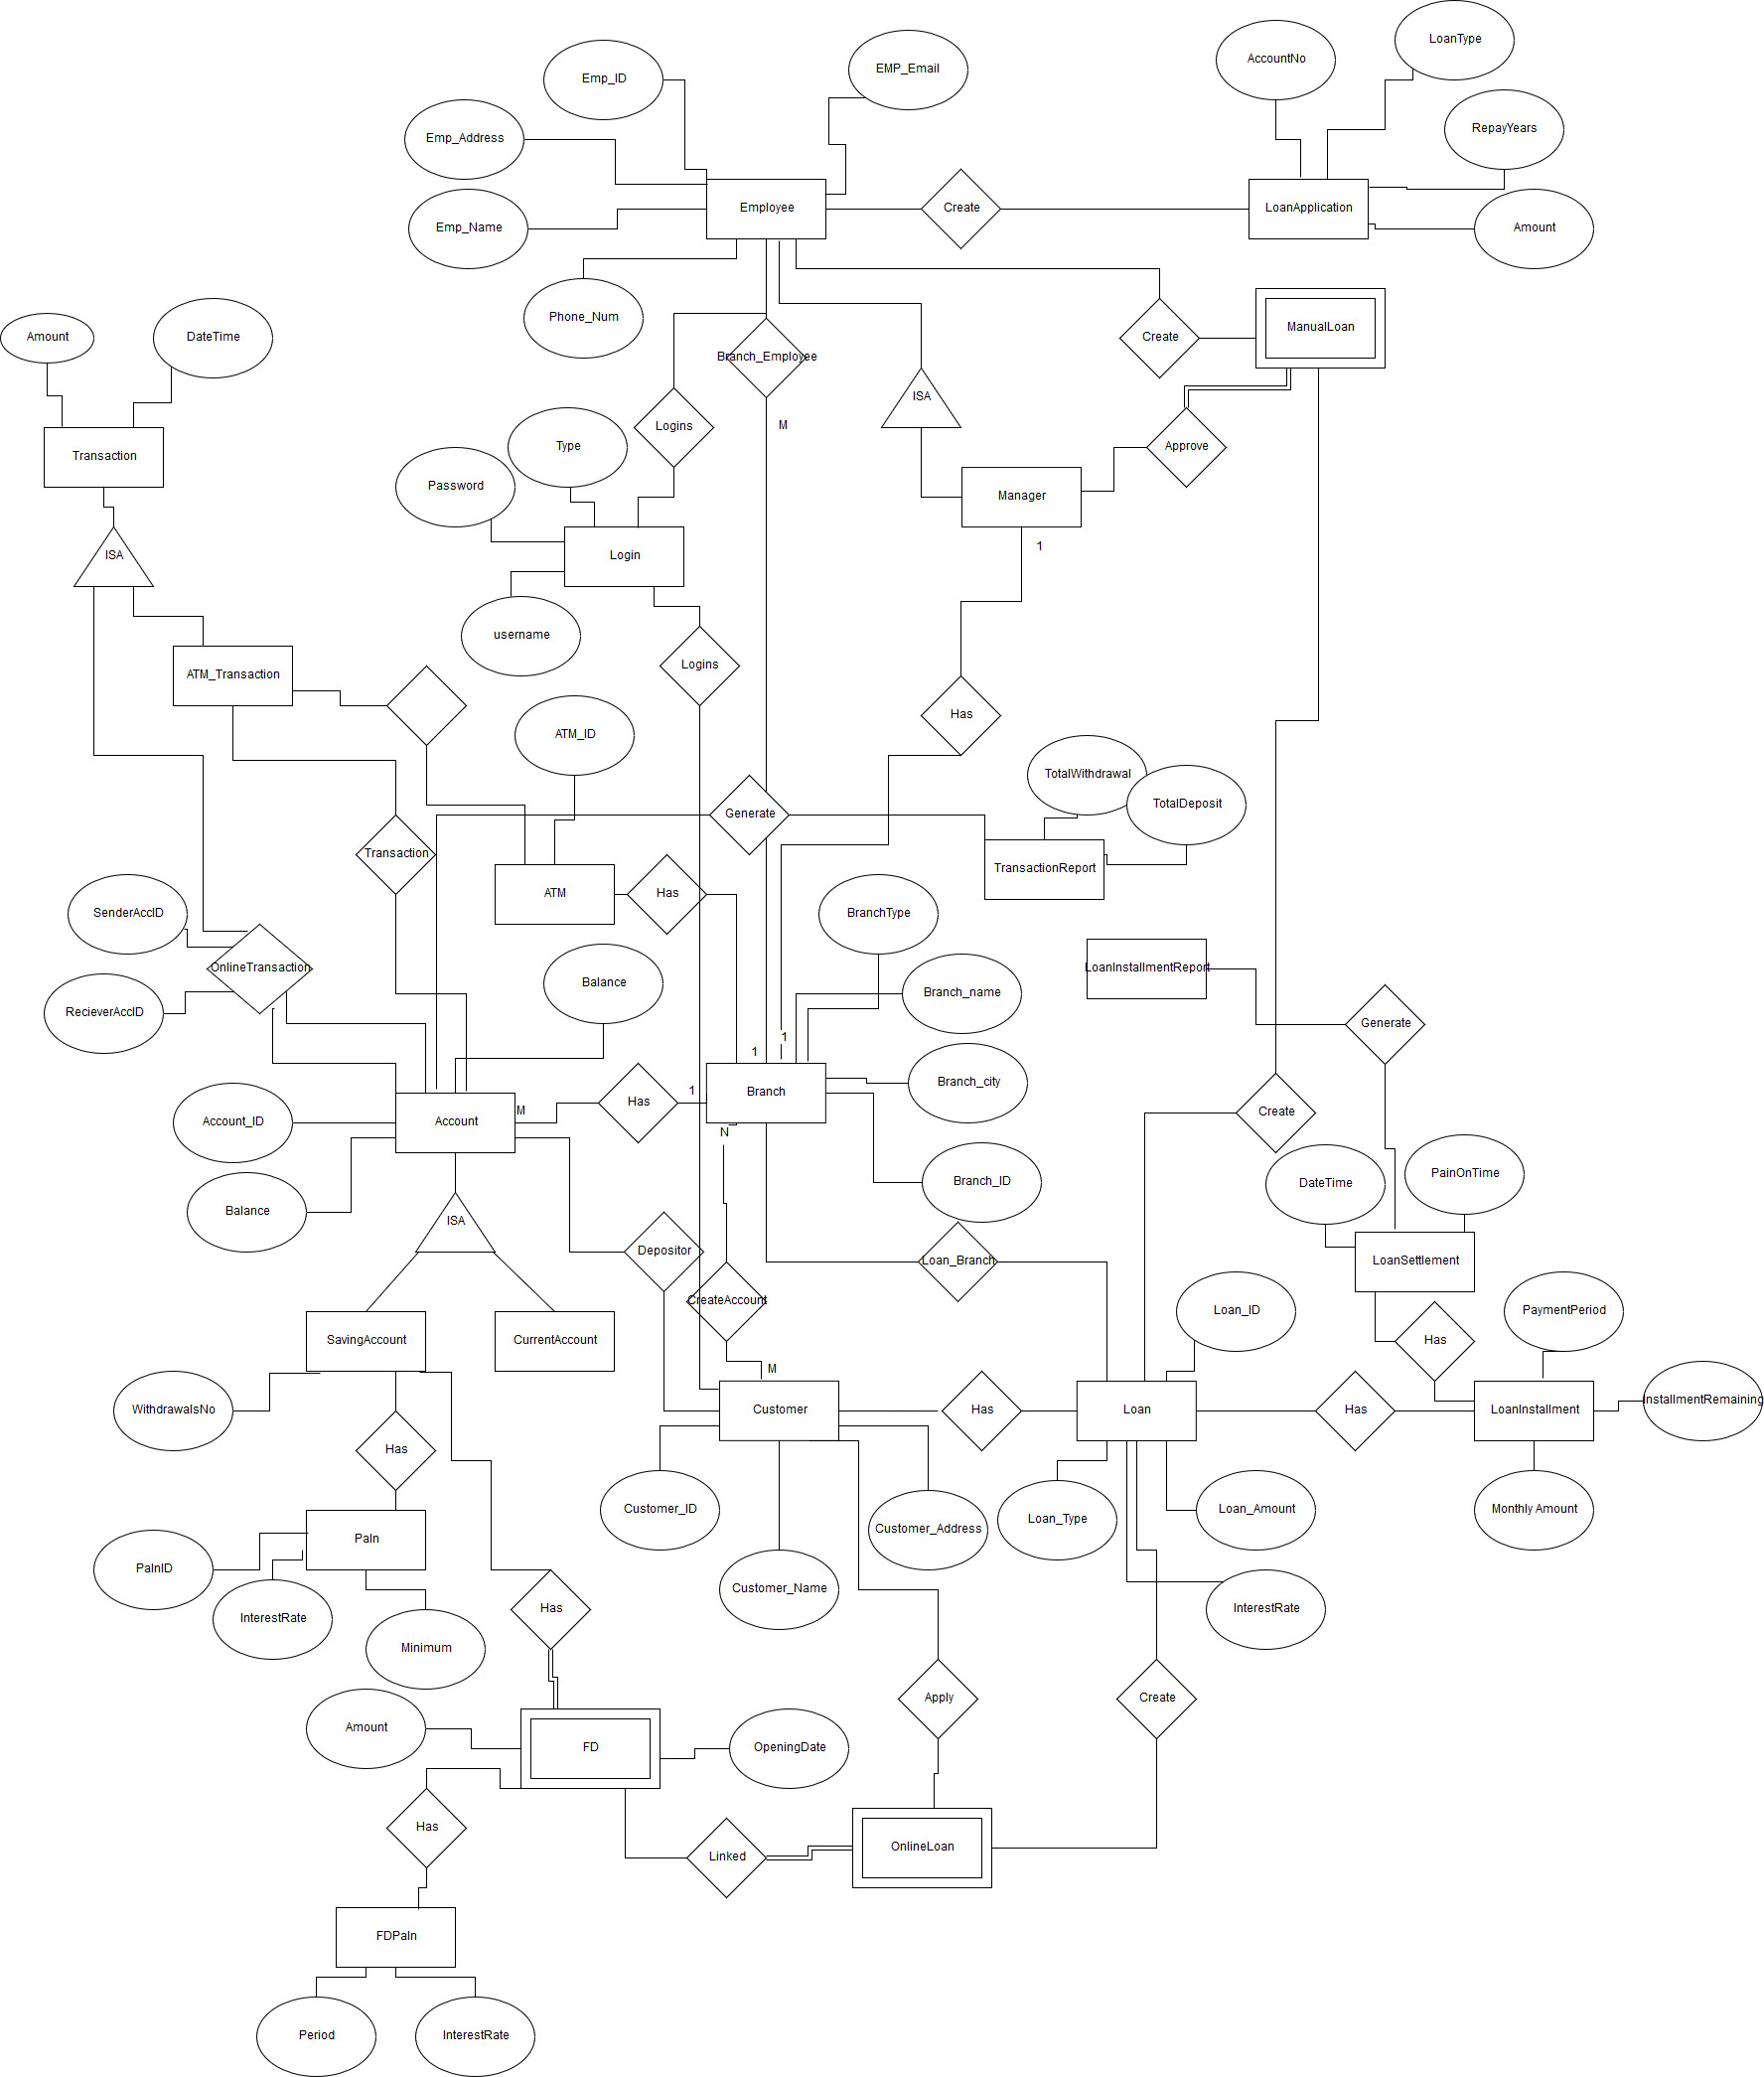 LoanType
AccountNo
EMP_Email
Emp_ID
RepayYears
Emp_Address
Employee
Create
LoanApplication
Emp_Name
Amount
Phone_Num
ManualLoan
Amount
DateTime
Create
Branch_Employee
ISA
M
Logins
Type
Approve
Transaction
Password
Manager
1
ISA
Login
username
Logins
ATM_Transaction
Has
ATM_ID
TotalWithdrawal
TotalDeposit
Generate
Transaction
TransactionReport
ATM
Has
SenderAccID
BranchType
OnlineTransaction
LoanInstallmentReport
Balance
Branch_name
RecieverAccID
Generate
1
1
Branch_city
1
Branch
Has
M
Account_ID
Account
Create
N
PainOnTime
Branch_ID
DateTime
Balance
ISA
Depositor
Loan_Branch
LoanSettlement
CreateAccount
Loan_ID
PaymentPeriod
SavingAccount
CurrentAccount
Has
M
InstallmentRemaining
WithdrawalsNo
Customer
Has
Loan
Has
LoanInstallment
Has
Customer_ID
Loan_Amount
Monthly Amount
Loan_Type
Customer_Address
Paln
PalnID
Customer_Name
Has
InterestRate
InterestRate
Minimum
Apply
Create
Amount
FD
OpeningDate
Has
OnlineLoan
Linked
FDPaln
Period
InterestRate